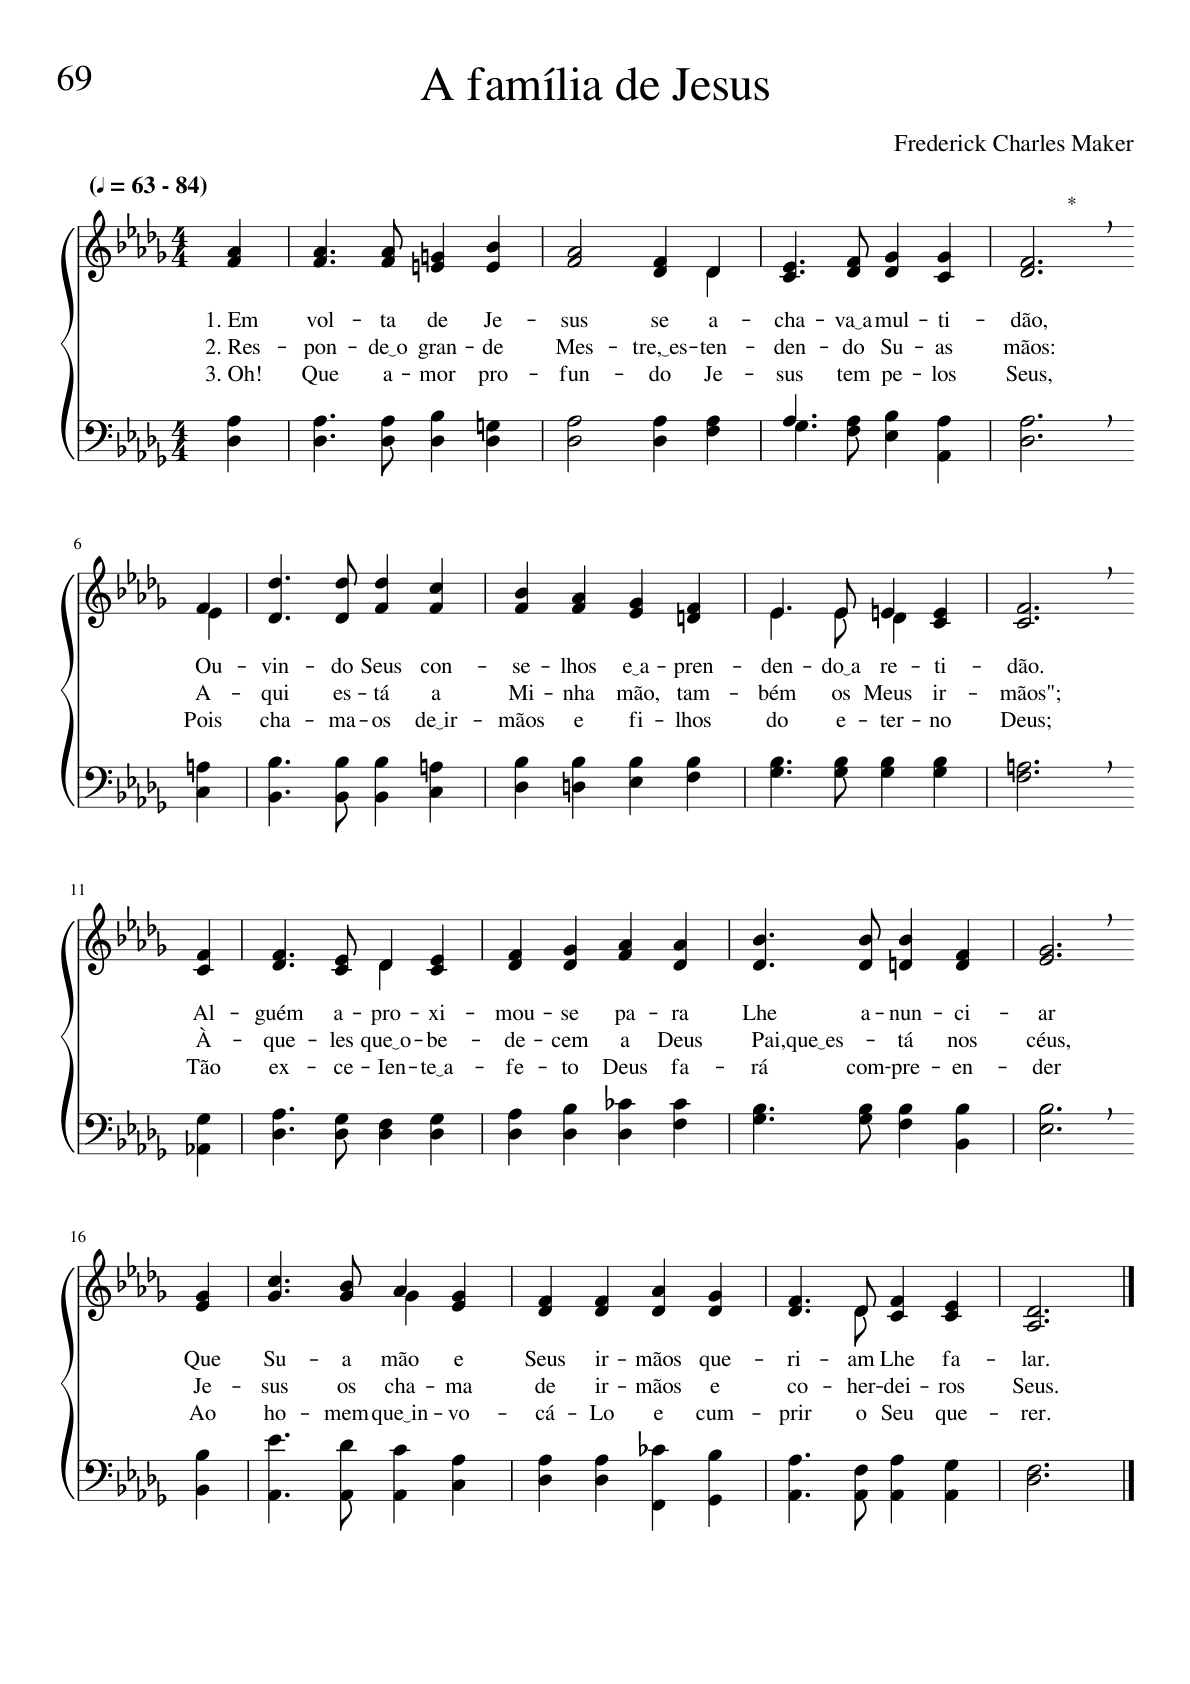 69
A família de Jesus
Frederick Charles Maker
(♩ = 63 - 84)
*
1. Em vol - ta de Je - sus se a - cha - va‿a mul - ti - dão,
2. Res - pon - de‿o gran - de Mes - tre,‿es - ten - den - do Su - as mãos:
3. Oh! Que a - mor pro - fun - do Je - sus tem pe - los Seus,
6
Ou - vin - do Seus con - se - lhos e‿a - pren - den - do‿a re - ti - dão.
A - qui es - tá a Mi - nha mão, tam - bém os Meus ir - mãos";
Pois cha - ma - os de‿ir - mãos e fi - lhos do e - ter - no Deus;
11
Al - guém a - pro - xi - mou - se pa - ra Lhe a - nun - ci - ar
À - que - les que‿o - be - de - cem a Deus Pai,que‿es - tá nos céus,
Tão ex - ce - Ien - te‿a - fe - to Deus fa - rá com - pre - en - der
16
Que Su - a mão e Seus ir - mãos que - ri - am Lhe fa - lar.
Je - sus os cha - ma de ir - mãos e co - her - dei - ros Seus.
Ao ho - mem que‿in - vo - cá - Lo e cum - prir o Seu que - rer.